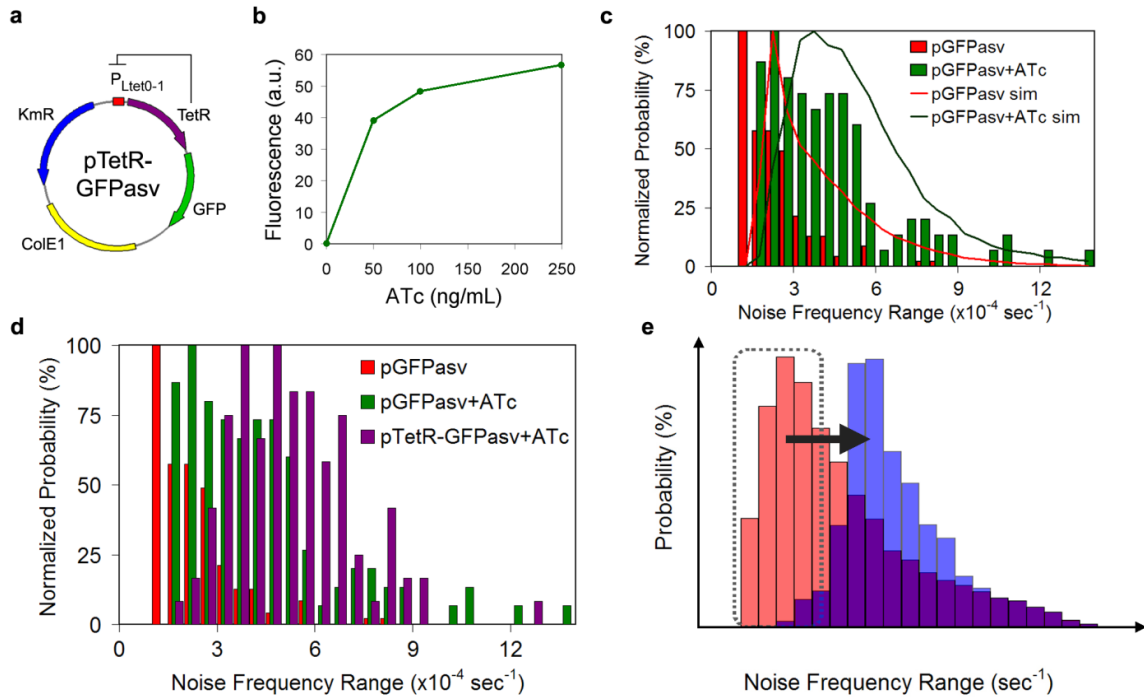 a
P
Ltet0-1
KmR
TetR
pTetR-
GFPasv
GFP
ColE1
b
Fluorescence (a.u.)
60
50
40
30
20
10
0
0 50 100 150 200 250
ATc (ng/mL)
c
Normalized Probability (%)
100
75
50
25
0
pGFPasv
pGFPasv+ATc
pGFPasv sim
pGFPasv+ATc sim
0 3 6 9 12
Noise Frequency Range (x10-4 sec-1)
d
Normalized Probability (%)
100
75
50
25
0
pGFPasv
pGFPasv+ATc
pTetR-GFPasv+ATc
0 3 6 9 12
Noise Frequency Range (x10-4 sec-1)
e
Probability (%)
Noise Frequency Range (sec-1)